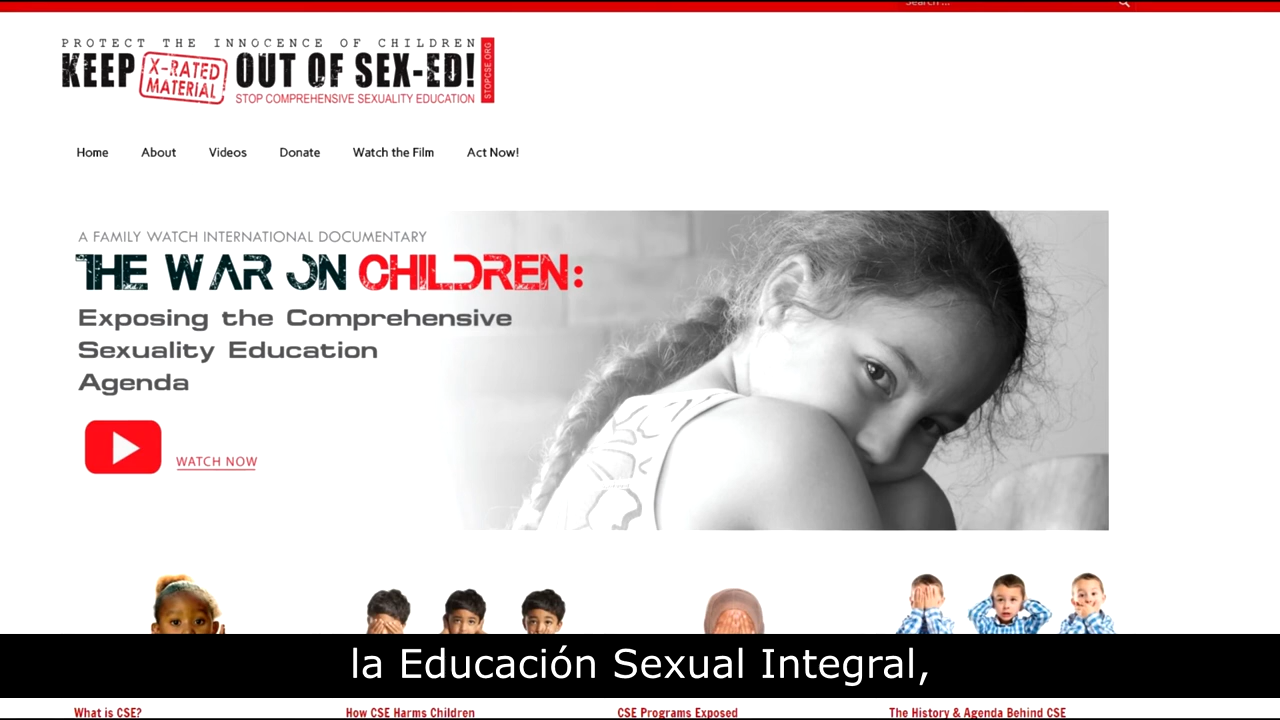 Search ...
PROTECT THE INNOCENCE OF CHILDREN
KEEP X-RATED MATERIAL OUT OF SEX-ED!
STOP COMPREHENSIVE SEXUALITY EDUCATION
STOPCSE.ORG
Home About Videos Donate Watch the Film Act Now!
A FAMILY WATCH INTERNATIONAL DOCUMENTARY
THE WAR ON CHILDREN:
Exposing the Comprehensive
Sexuality Education
Agenda
WATCH NOW
la Educación Sexual Integral,
What is CSE? How CSE Harms Children CSE Programs Exposed The History & Agenda Behind CSE